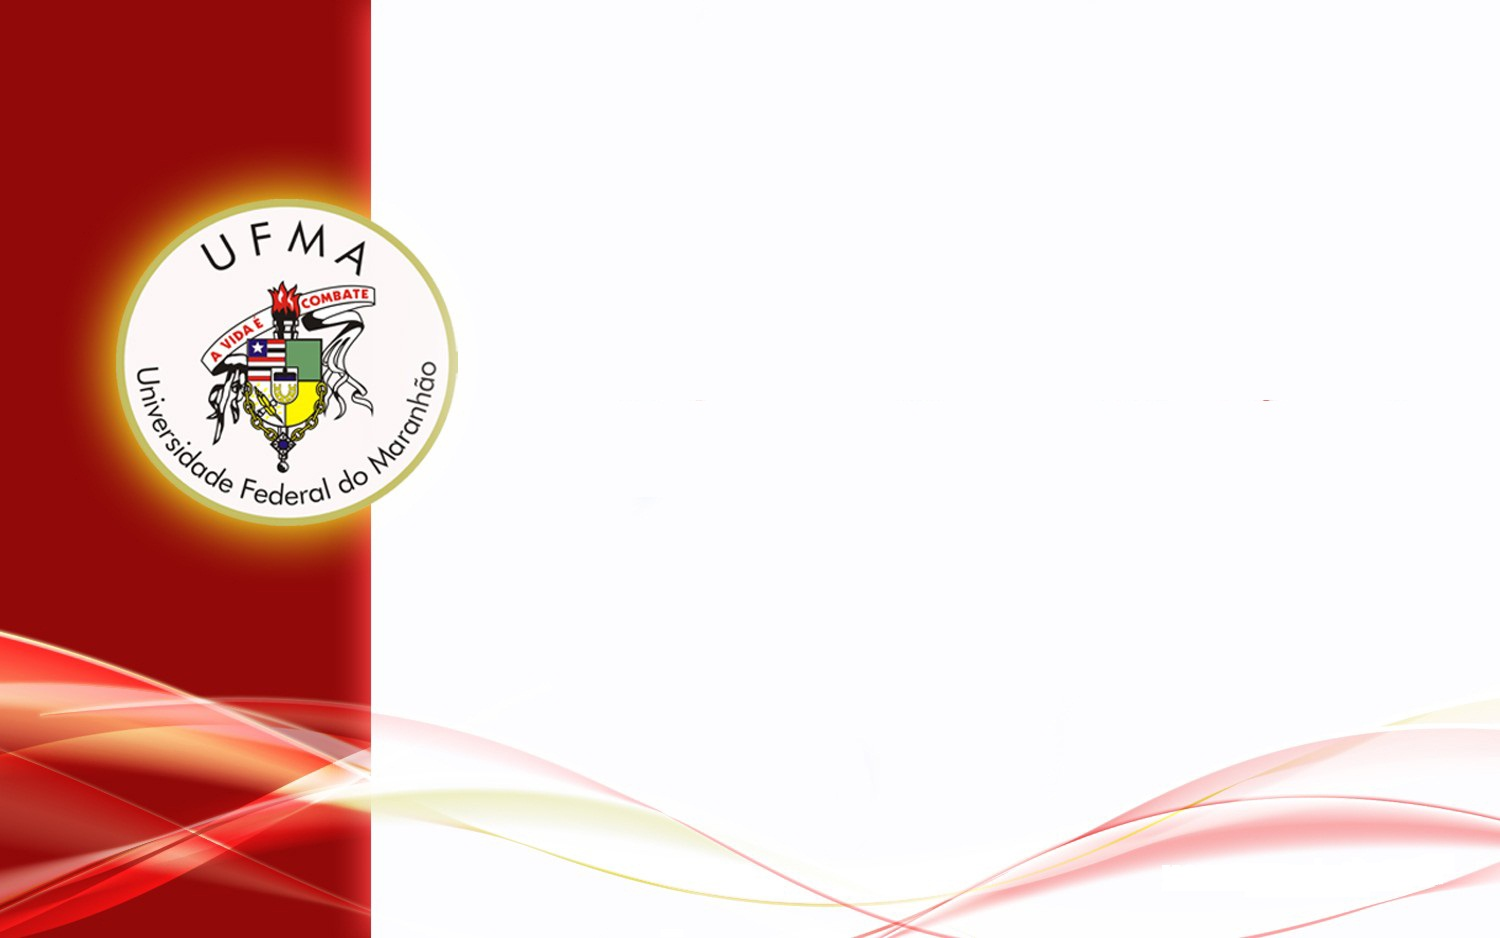 UFMA
A VIDA É COMBATE
Universidade Federal do Maranhão